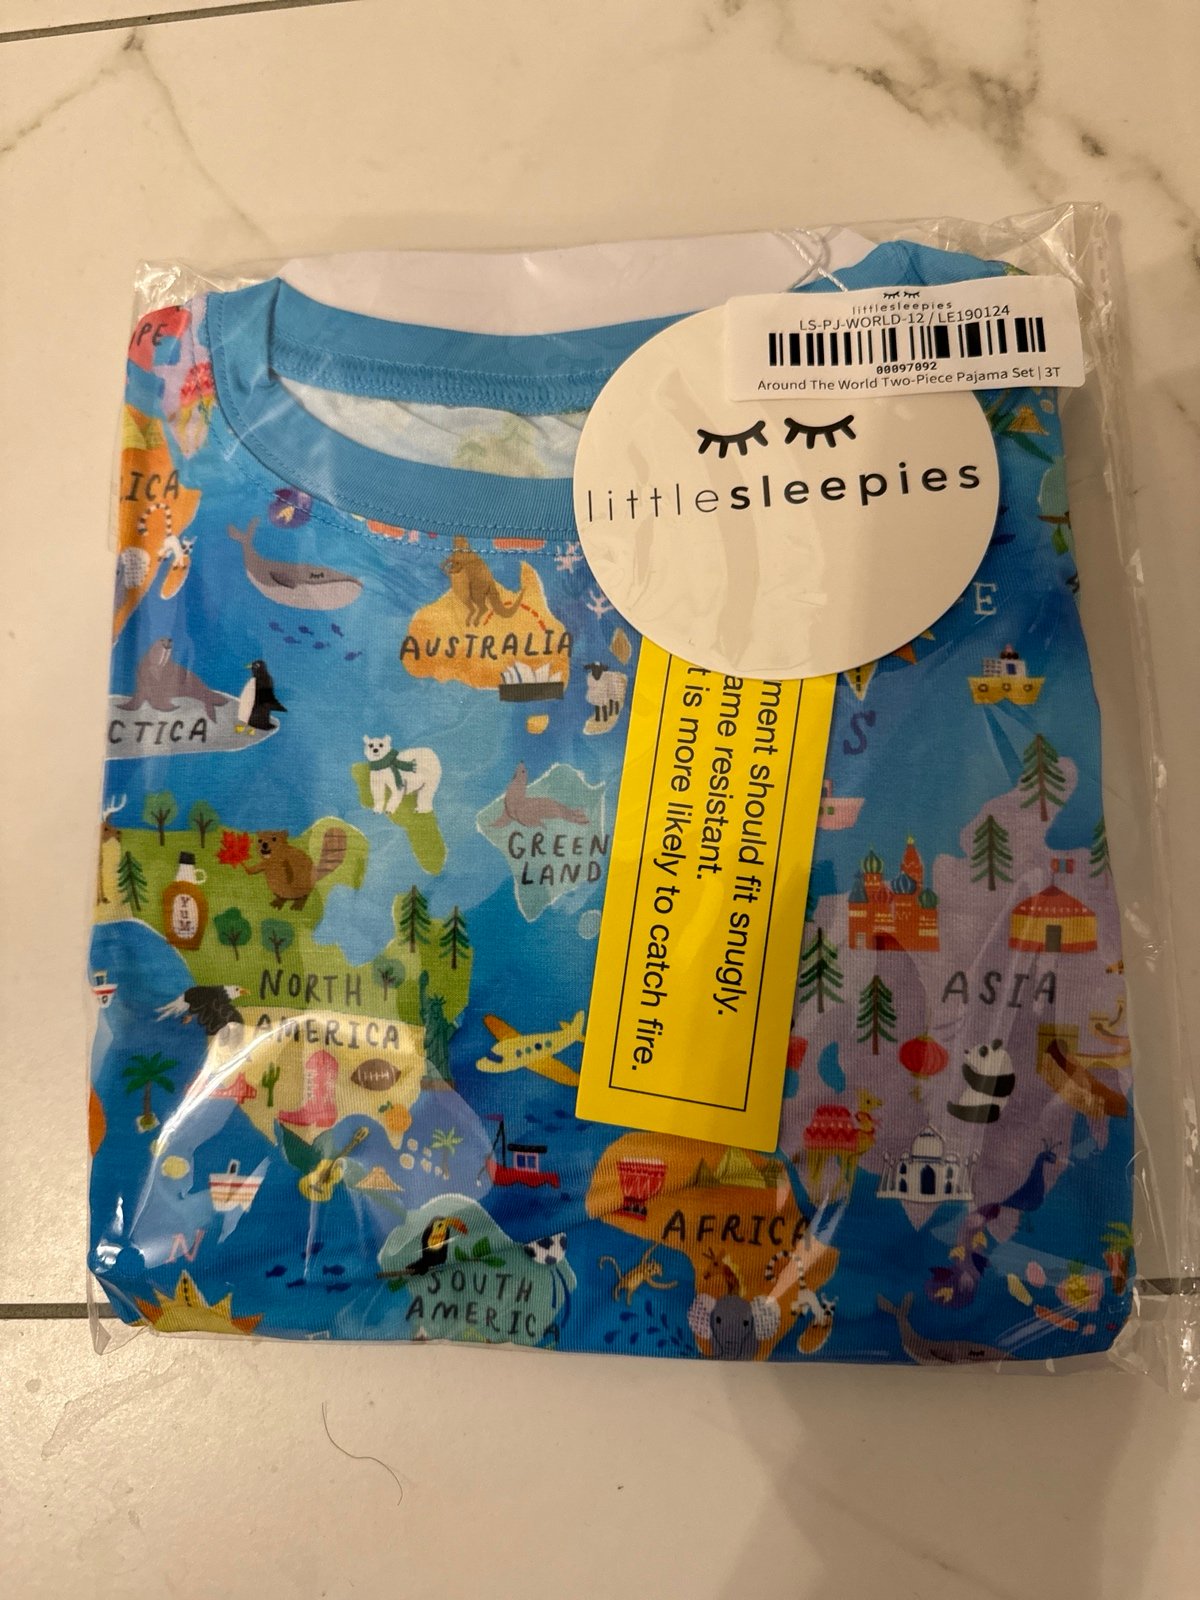 littlesleepies
LS-PJ-WORLD-12 / LE190124
00097092
Around The World Two-Piece Pajama Set | 3T
littlesleepies
ment should fit snugly.
ame resistant.
t is more likely to catch fire.
PE
ICA
AUSTRALIA
E
CTICA
S
GREEN
LAND
YUM
NORTH
AMERICA
ASIA
AFRICA
N
SOUTH
AMERICA